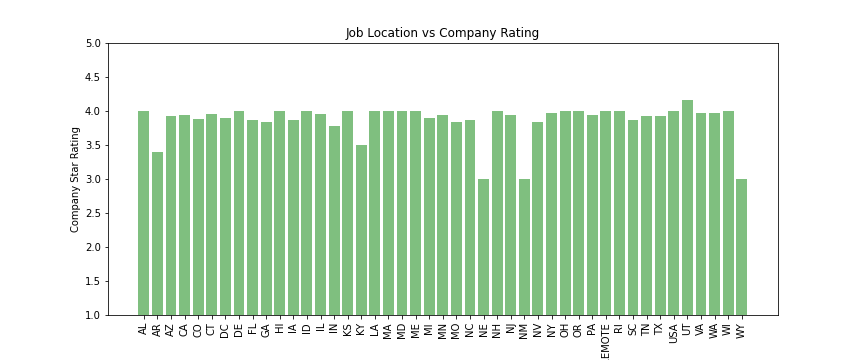 Job Location vs Company Rating
Company Star Rating
5.0
4.5
4.0
3.5
3.0
2.5
2.0
1.5
1.0
AL
AR
AZ
CA
CO
CT
DC
DE
FL
GA
HI
IA
ID
IL
IN
KS
KY
LA
MA
MD
ME
MI
MN
MO
NC
NE
NH
NJ
NM
NV
NY
OH
OR
PA
EMOTE
RI
SC
TN
TX
USA
UT
VA
WA
WI
WY